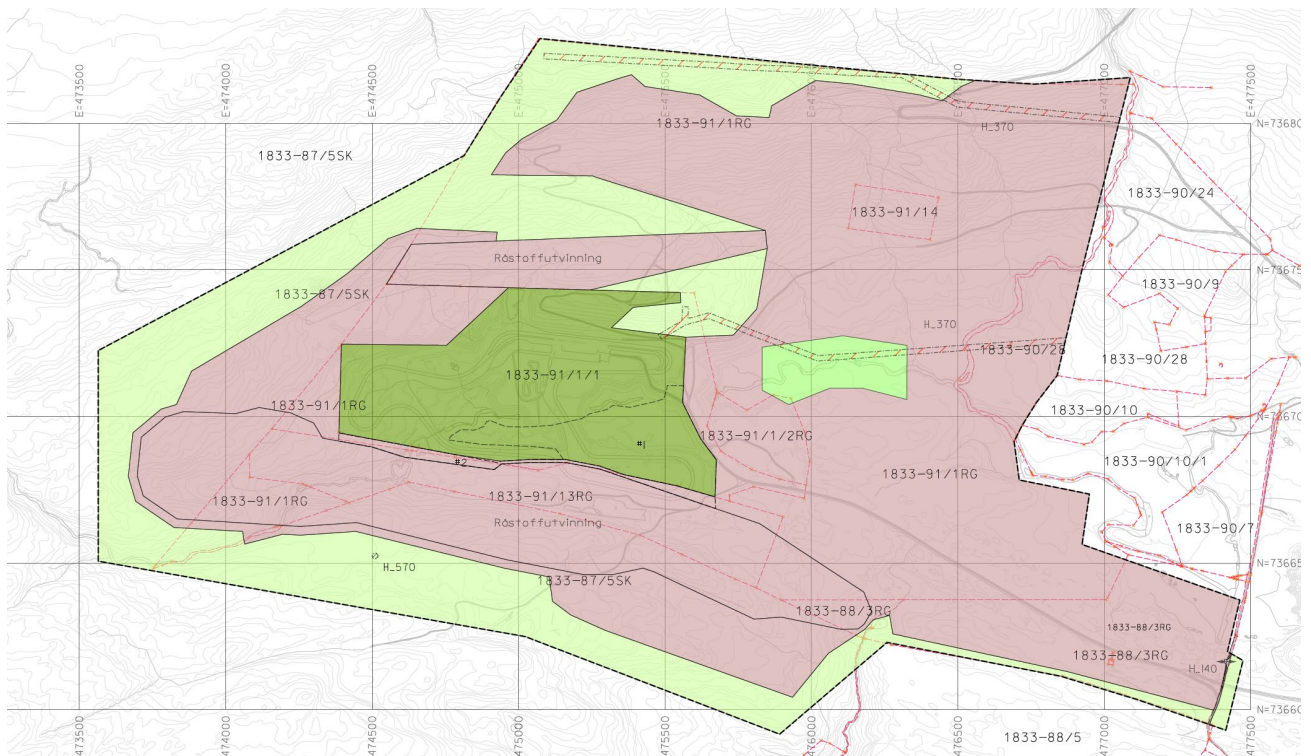 E=473500
E=474000
E=474500
E=475000
E=476500
E=477000
E=477500
1833-91/1RG
N=73680
1833-87/5SK
H_370
1833-90/24
1833-91/14
Råstoffutvinning
N=73675
1833-87/5SK
1833-90/9
H_370
1833-90/28
1833-90/28
1833-91/1/1
1833-91/1RG
1833-90/10
N=73670
1833-91/1/2RG
#1
#2
1833-90/10/1
1833-91/1RG
1833-91/1RG
1833-91/13RG
Råstoffutvinning
1833-90/7
H_570
1833-87/5SK
N=73665
1833-88/3RG
1833-88/3RG
1833-88/3RG
H_140
N=73660
1833-88/5
473500
474000
474500
475000
475500
476000
476500
477000
477500